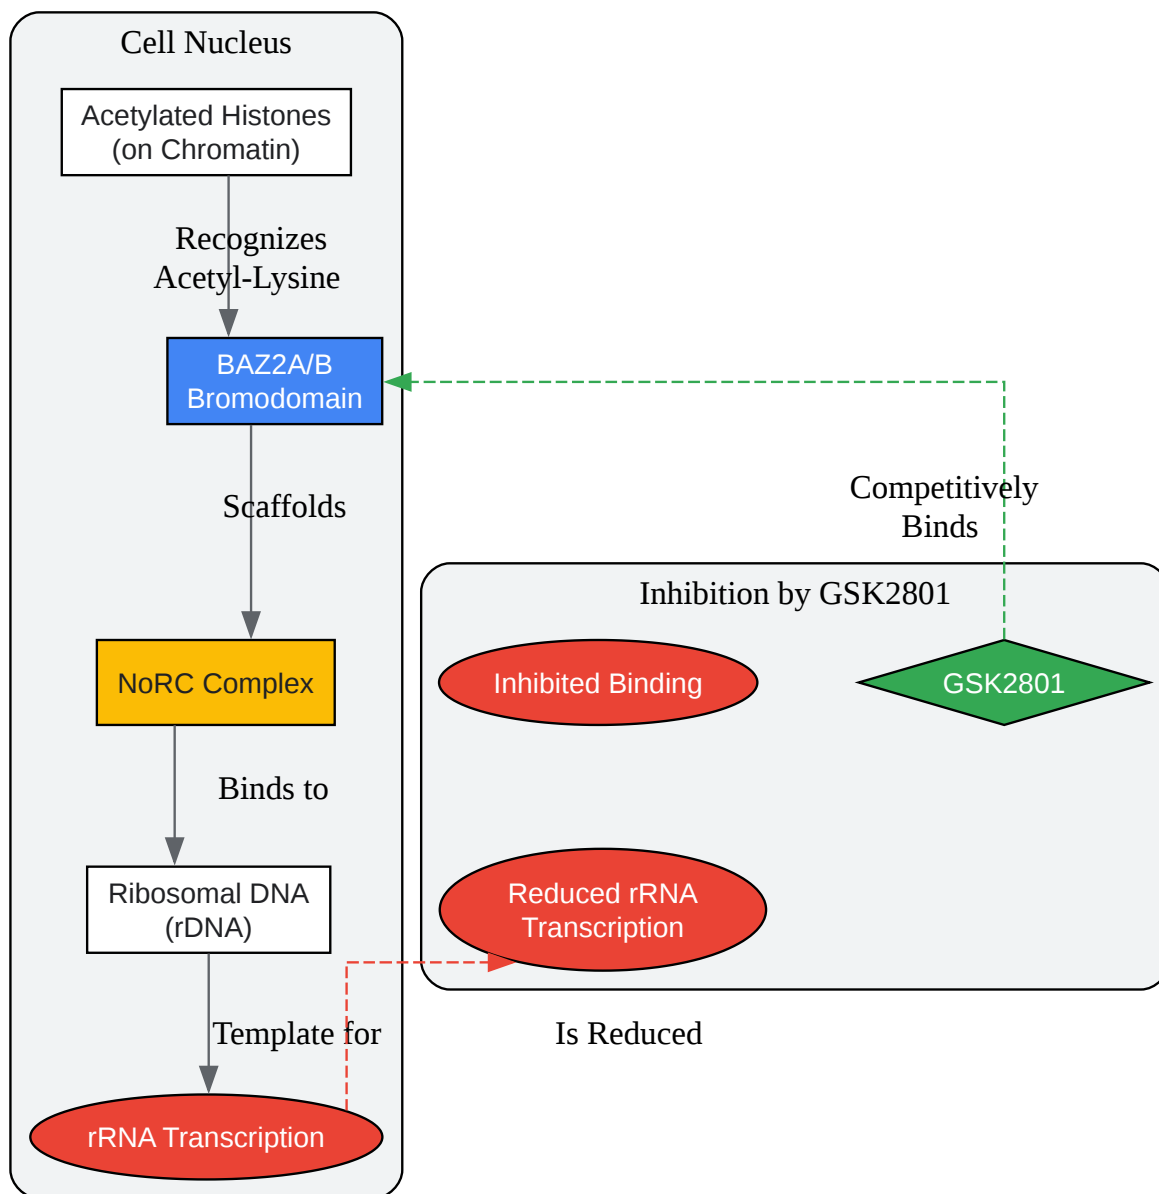 Cell Nucleus
Acetylated Histones
(on Chromatin)
Recognizes
Acetyl-Lysine
BAZ2A/B
Bromodomain
Scaffolds
Competitively
Binds
Inhibition by GSK2801
NoRC Complex
Inhibited Binding
GSK2801
Binds to
Ribosomal DNA
(rDNA)
Reduced rRNA
Transcription
Template for
Is Reduced
rRNA Transcription